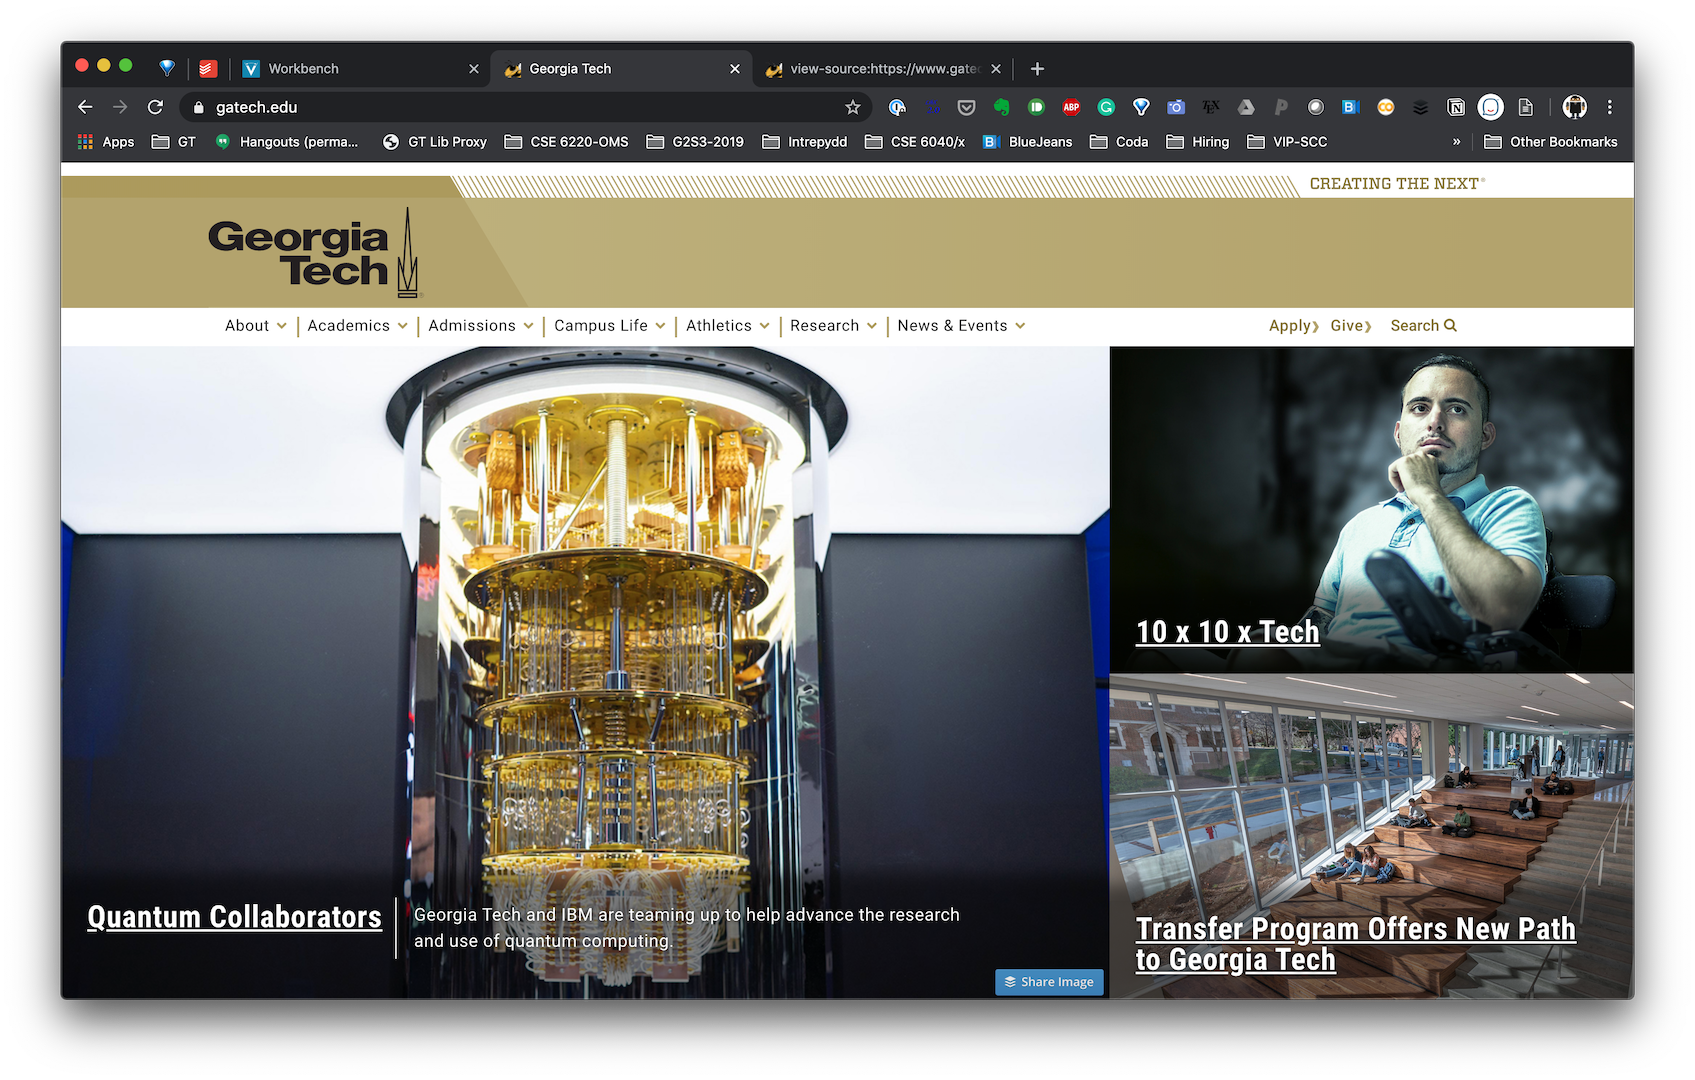 Workbench
Georgia Tech
view-source:https://www.gatec
gatech.edu
Apps
GT
Hangouts (perma...
GT Lib Proxy
CSE 6220-OMS
G2S3-2019
Intrepydd
CSE 6040/x
BlueJeans
Coda
Hiring
VIP-SCC
»
Other Bookmarks
CREATING THE NEXT®
Georgia
Tech
About
Academics
Admissions
Campus Life
Athletics
Research
News & Events
Apply
Give
Search
10 x 10 x Tech
Quantum Collaborators
Georgia Tech and IBM are teaming up to help advance the research
and use of quantum computing.
Share Image
Transfer Program Offers New Path
to Georgia Tech